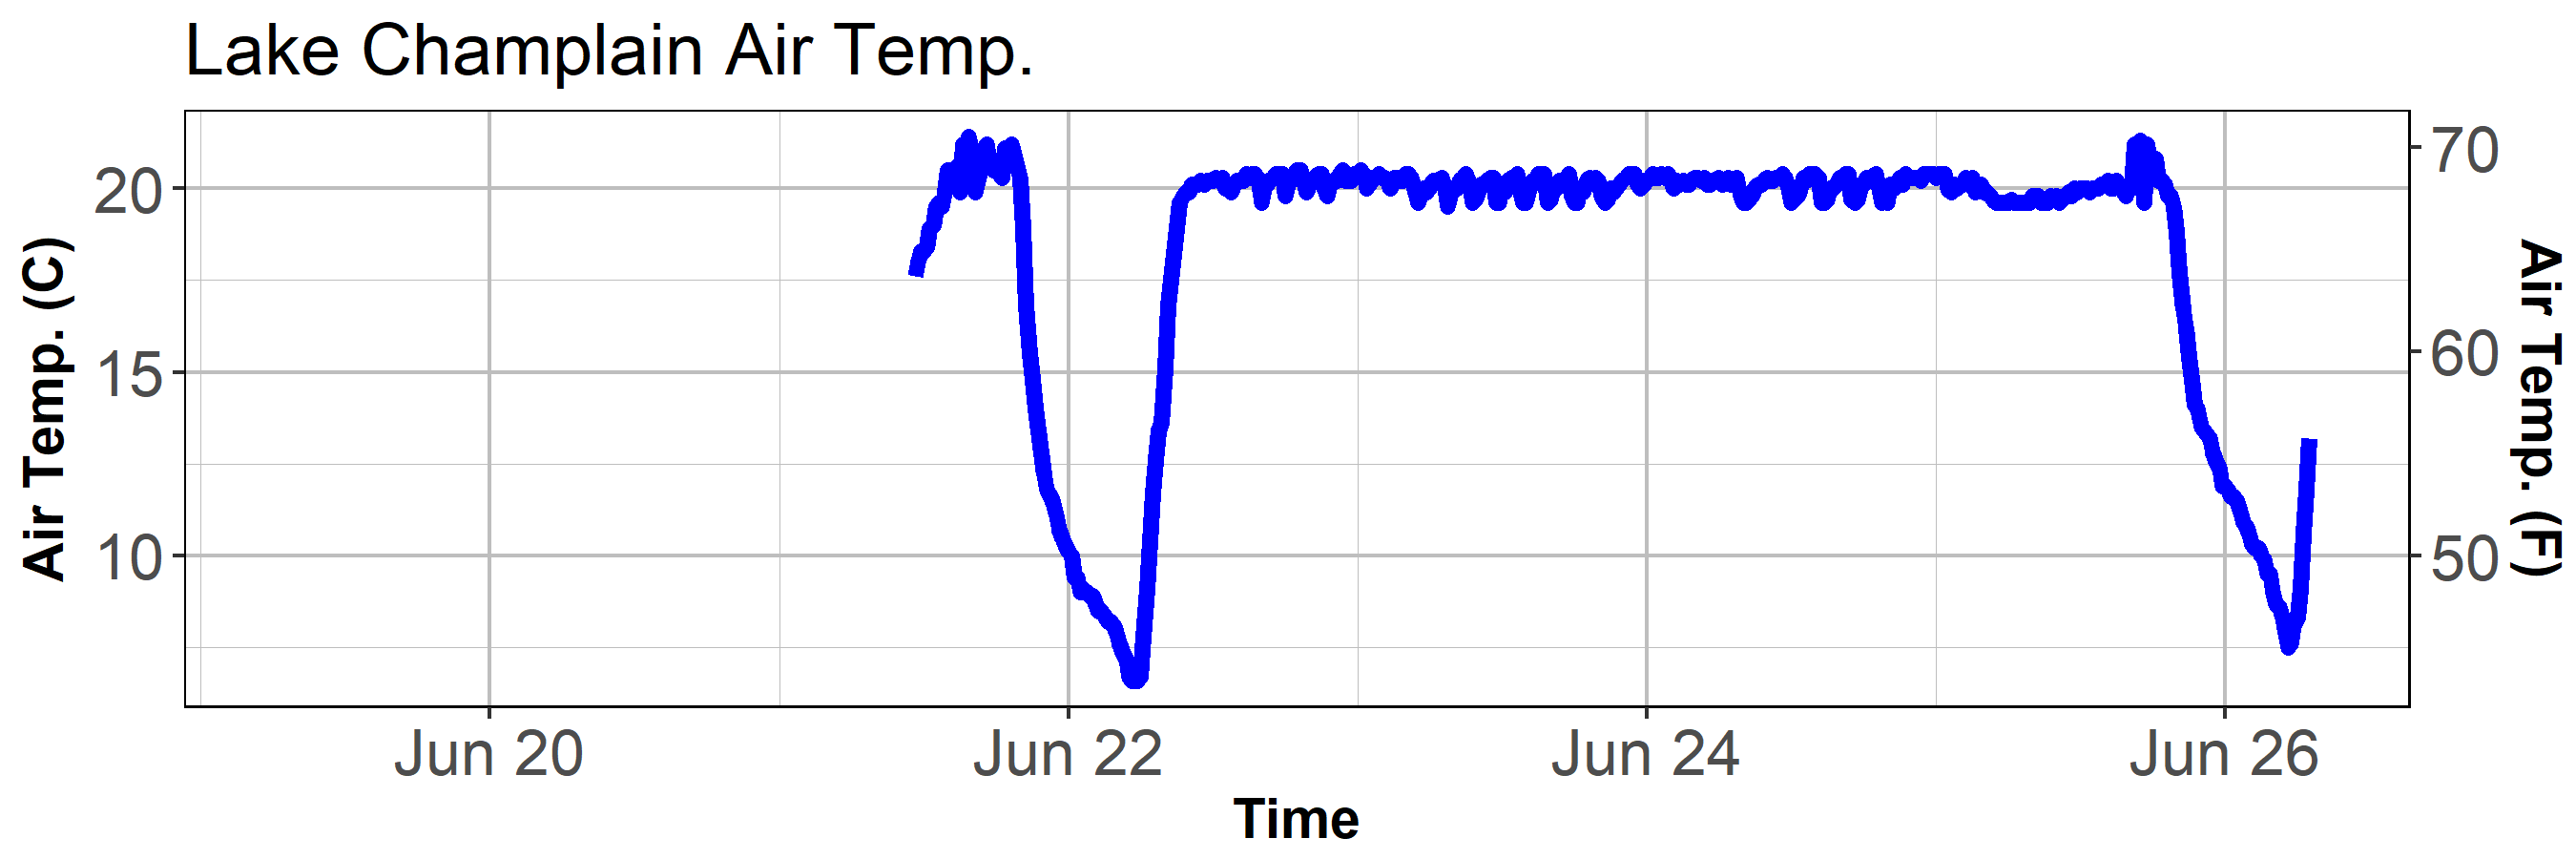 Lake Champlain Air Temp.
Air Temp. (C)
20
15
10
70
60
50
Air Temp. (F)
Jun 20 Jun 22 Jun 24 Jun 26
Time